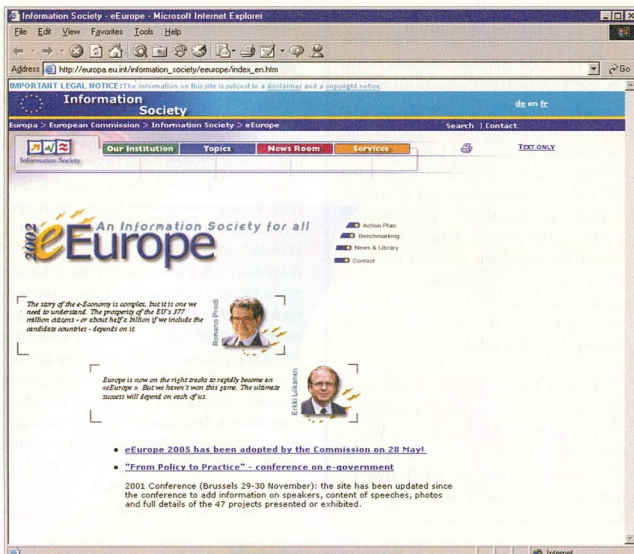 Information Society - eEurope - Microsoft Internet Explorer
File Edit View Favorites Tools Help
Address http://europa.eu.int/information_society/eeurope/index_en.htm Go
IMPORTANT LEGAL NOTICE: The information on this site is subject to a disclaimer and a copyright notice
Information
Society
de en fr
Europa > European Commission > Information Society > eEurope Search | Contact
Our Institution Topics News Room Services TEXT ONLY
Information Society
An Information Society for all
2002 eEurope
Action Plan
Benchmarking
News & Library
Contact
The story of the e-Economy is complex, but it is one we
need to understand. The prosperity of the EU's 377
million citizens - or about half a billion if we include the
candidate countries - depends on it
Romano Prodi
Europe is now on the right tracks to rapidly become an
«eEurope ». But we haven't won this game. The ultimate
success will depend on each of us.
Erkki Liikanen
• eEurope 2005 has been adopted by the Commission on 28 May!
• "From Policy to Practice" - conference on e-government
2001 Conference (Brussels 29-30 November): the site has been updated since
the conference to add information on speakers, content of speeches, photos
and full details of the 47 projects presented or exhibited.
Internet